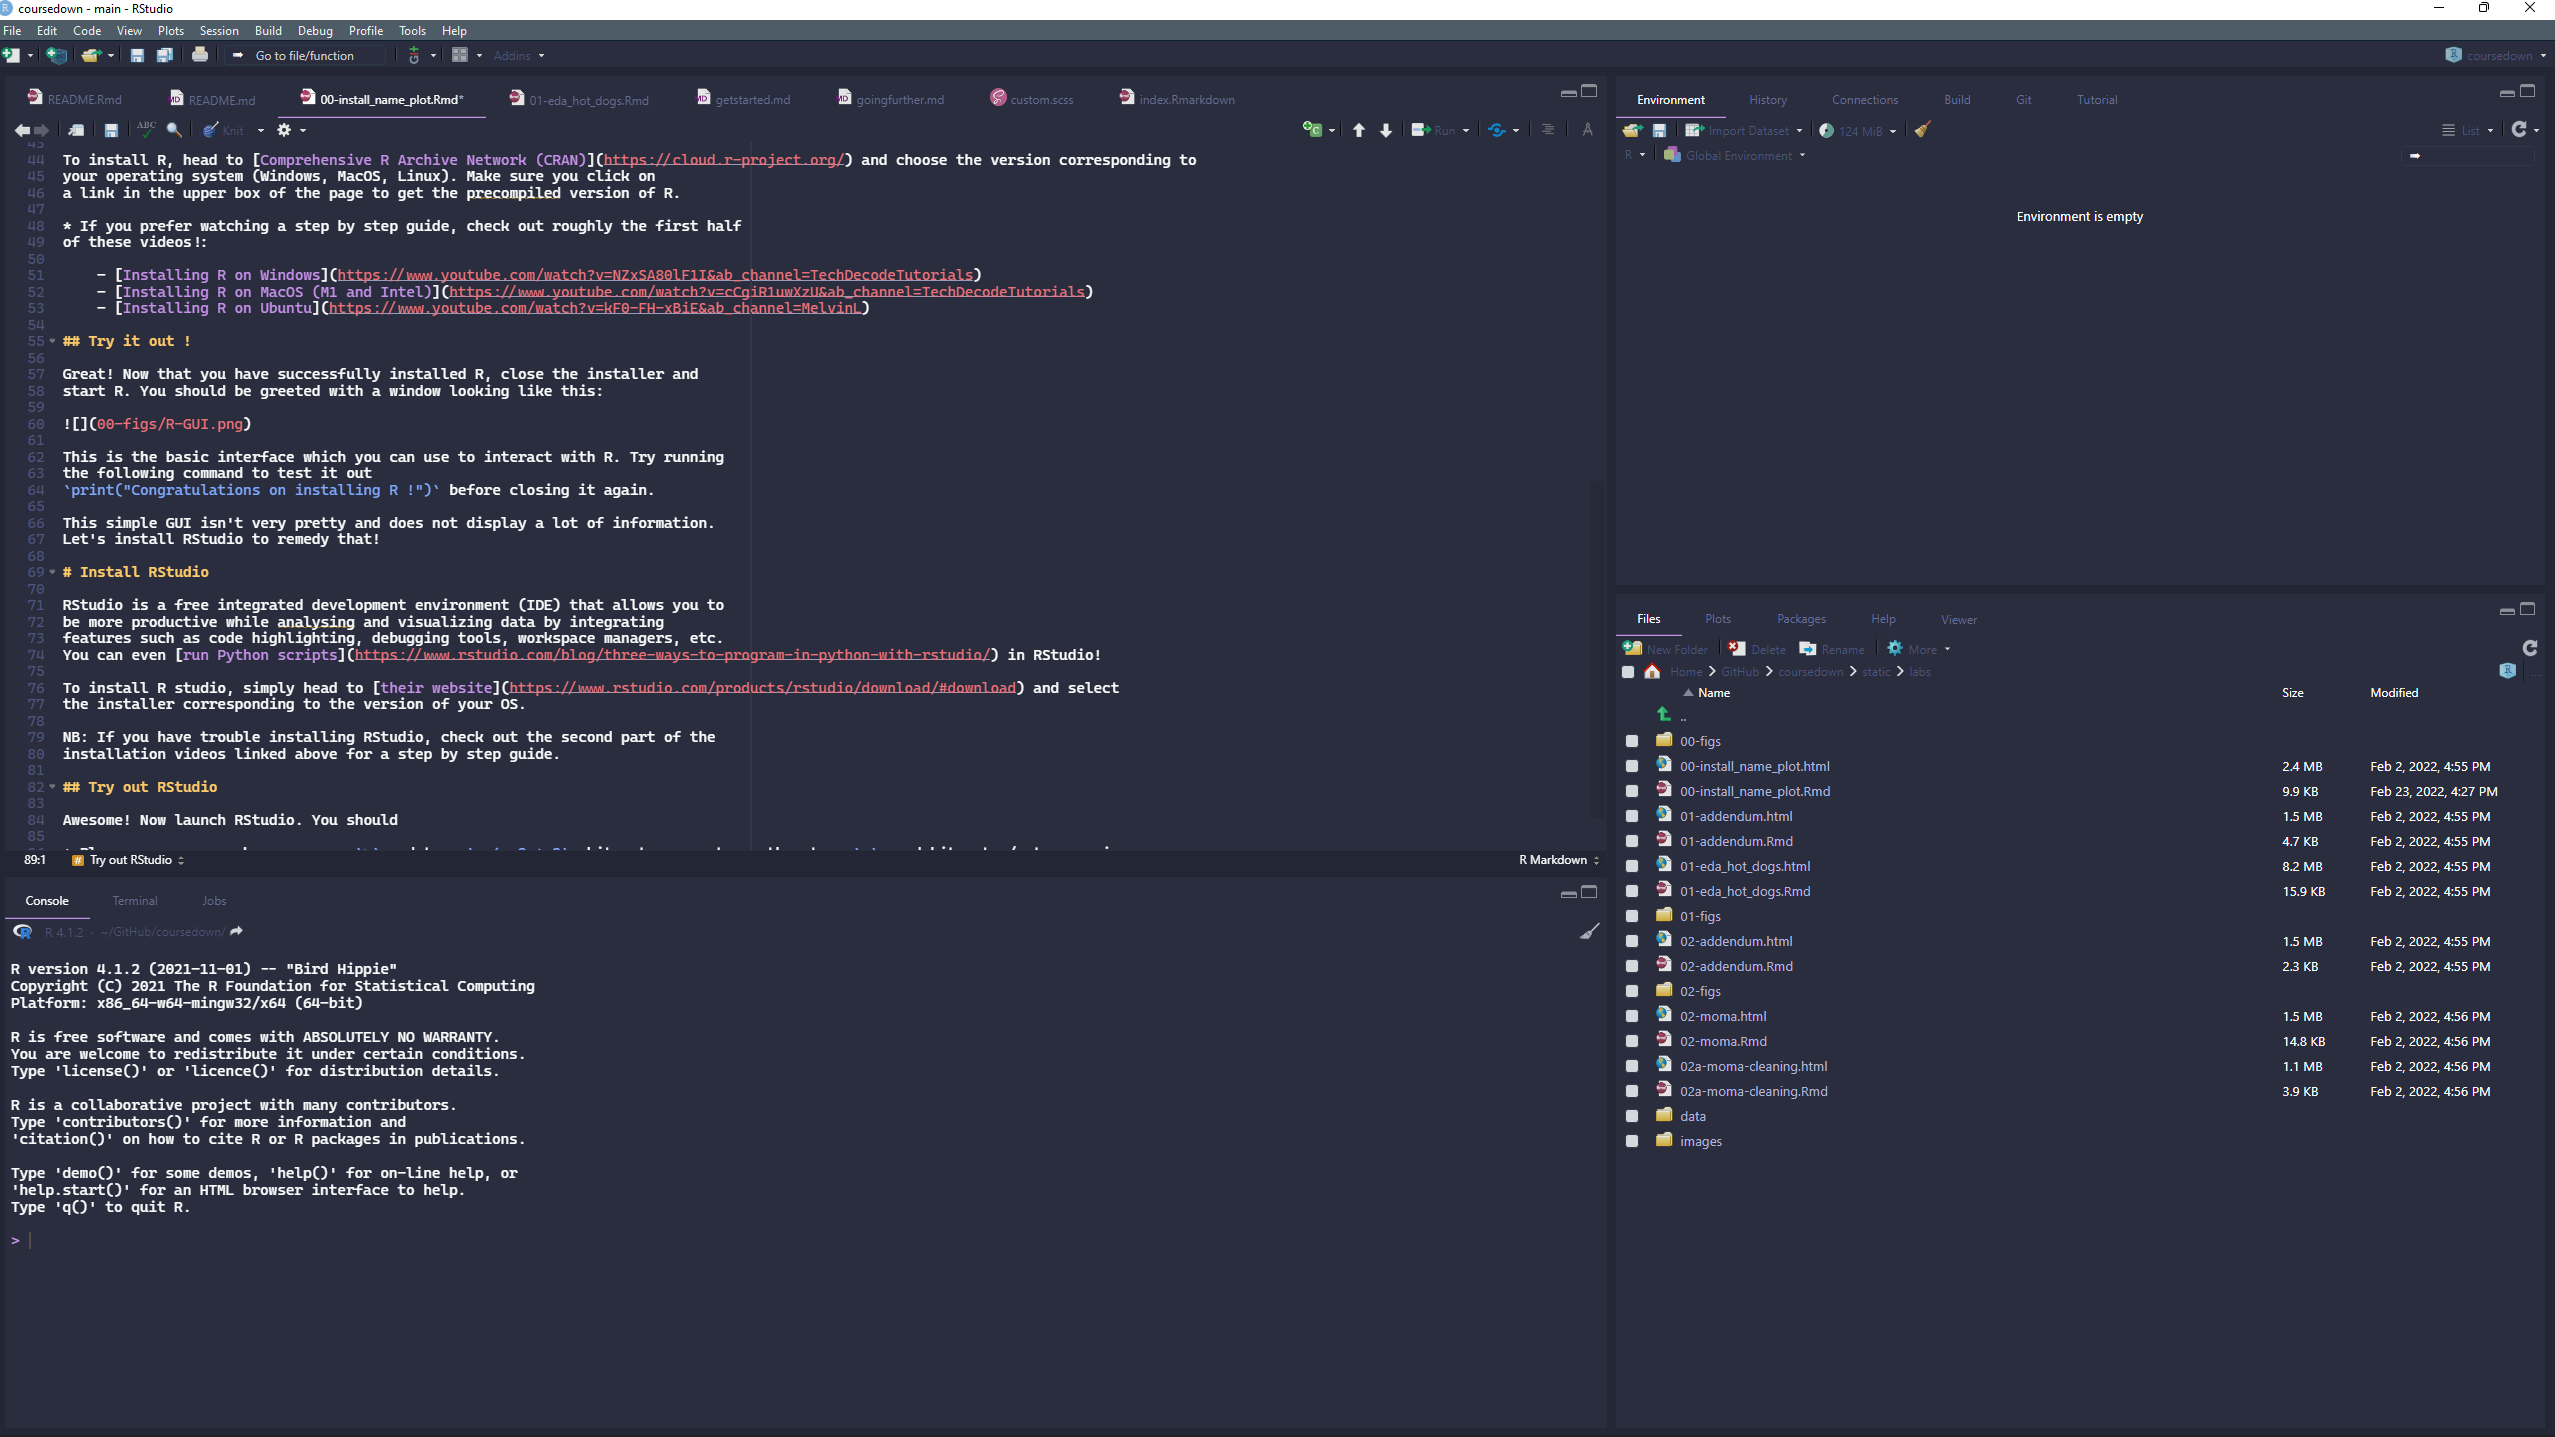 coursedown - main - RStudio
File Edit Code View Plots Session Build Debug Profile Tools Help
Go to file/function Addins coursedown
README.Rmd README.md 00-install_name_plot.Rmd* 01-eda_hot_dogs.Rmd getstarted.md goingfurther.md custom.scss index.Rmarkdown
ABC Knit Run
43
44 To install R, head to [Comprehensive R Archive Network (CRAN)](https://cloud.r-project.org/) and choose the version corresponding to
45 your operating system (Windows, MacOS, Linux). Make sure you click on
46 a link in the upper box of the page to get the precompiled version of R.
47
48 * If you prefer watching a step by step guide, check out roughly the first half
49 of these videos!:
50
51 - [Installing R on Windows](https://www.youtube.com/watch?v=NZxSA80lF1I&ab_channel=TechDecodeTutorials)
52 - [Installing R on MacOS (M1 and Intel)](https://www.youtube.com/watch?v=cCgiR1uwXzU&ab_channel=TechDecodeTutorials)
53 - [Installing R on Ubuntu](https://www.youtube.com/watch?v=kF0-FH-xBiE&ab_channel=MelvinL)
54
55 ## Try it out !
56
57 Great! Now that you have successfully installed R, close the installer and
58 start R. You should be greeted with a window looking like this:
59
60 ![](00-figs/R-GUI.png)
61
62 This is the basic interface which you can use to interact with R. Try running
63 the following command to test it out
64 `print("Congratulations on installing R !")` before closing it again.
65
66 This simple GUI isn't very pretty and does not display a lot of information.
67 Let's install RStudio to remedy that!
68
69 # Install RStudio
70
71 RStudio is a free integrated development environment (IDE) that allows you to
72 be more productive while analysing and visualizing data by integrating
73 features such as code highlighting, debugging tools, workspace managers, etc.
74 You can even [run Python scripts](https://www.rstudio.com/blog/three-ways-to-program-in-python-with-rstudio/) in RStudio!
75
76 To install R studio, simply head to [their website](https://www.rstudio.com/products/rstudio/download/#download) and select
77 the installer corresponding to the version of your OS.
78
79 NB: If you have trouble installing RStudio, check out the second part of the
80 installation videos linked above for a step by step guide.
81
82 ## Try out RStudio
83
84 Awesome! Now launch RStudio. You should
85
89:1 # Try out RStudio R Markdown
Console Terminal Jobs
R 4.1.2 · ~/GitHub/coursedown/
R version 4.1.2 (2021-11-01) -- "Bird Hippie"
Copyright (C) 2021 The R Foundation for Statistical Computing
Platform: x86_64-w64-mingw32/x64 (64-bit)
R is free software and comes with ABSOLUTELY NO WARRANTY.
You are welcome to redistribute it under certain conditions.
Type 'license()' or 'licence()' for distribution details.
R is a collaborative project with many contributors.
Type 'contributors()' for more information and
'citation()' on how to cite R or R packages in publications.
Type 'demo()' for some demos, 'help()' for on-line help, or
'help.start()' for an HTML browser interface to help.
Type 'q()' to quit R.
>
Environment History Connections Build Git Tutorial
Import Dataset 124 MiB List
R Global Environment
Environment is empty
Files Plots Packages Help Viewer
New Folder Delete Rename More
Home GitHub coursedown static labs ...
Name Size Modified
..
00-figs
00-install_name_plot.html 2.4 MB Feb 2, 2022, 4:55 PM
00-install_name_plot.Rmd 9.9 KB Feb 23, 2022, 4:27 PM
01-addendum.html 1.5 MB Feb 2, 2022, 4:55 PM
01-addendum.Rmd 4.7 KB Feb 2, 2022, 4:55 PM
01-eda_hot_dogs.html 8.2 MB Feb 2, 2022, 4:55 PM
01-eda_hot_dogs.Rmd 15.9 KB Feb 2, 2022, 4:55 PM
01-figs
02-addendum.html 1.5 MB Feb 2, 2022, 4:55 PM
02-addendum.Rmd 2.3 KB Feb 2, 2022, 4:55 PM
02-figs
02-moma.html 1.5 MB Feb 2, 2022, 4:56 PM
02-moma.Rmd 14.8 KB Feb 2, 2022, 4:56 PM
02a-moma-cleaning.html 1.1 MB Feb 2, 2022, 4:56 PM
02a-moma-cleaning.Rmd 3.9 KB Feb 2, 2022, 4:56 PM
data
images